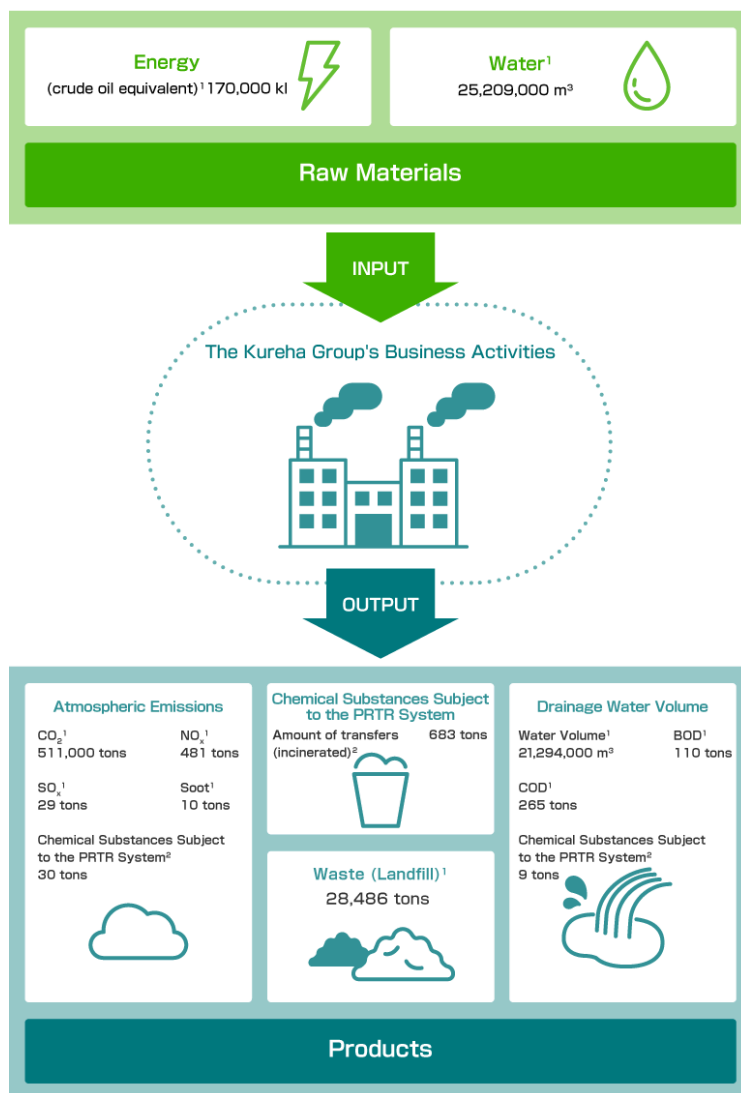 Energy
(crude oil equivalent)¹ 170,000 kl
Water¹
25,209,000 m³
Raw Materials
INPUT
The Kureha Group's Business Activities
OUTPUT
Atmospheric Emissions
CO₂¹
511,000 tons
NOₓ¹
481 tons
SOₓ¹
29 tons
Soot¹
10 tons
Chemical Substances Subject
to the PRTR System²
30 tons
Chemical Substances Subject
to the PRTR System
Amount of transfers
(incinerated)²
683 tons
Waste (Landfill)¹
28,486 tons
Drainage Water Volume
Water Volume¹
21,294,000 m³
BOD¹
110 tons
COD¹
265 tons
Chemical Substances Subject
to the PRTR System²
9 tons
Products